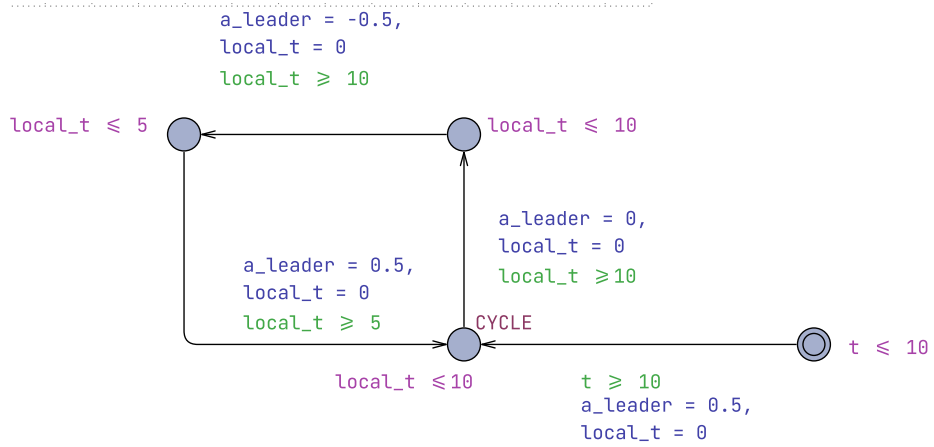 a_leader = -0.5,
local_t = 0
local_t ⩾ 10
local_t ⩽ 5
local_t ⩽ 10
a_leader = 0,
local_t = 0
local_t ⩾10
a_leader = 0.5,
local_t = 0
local_t ⩾ 5
CYCLE
t ⩽ 10
local_t ⩽10
t ⩾ 10
a_leader = 0.5,
local_t = 0